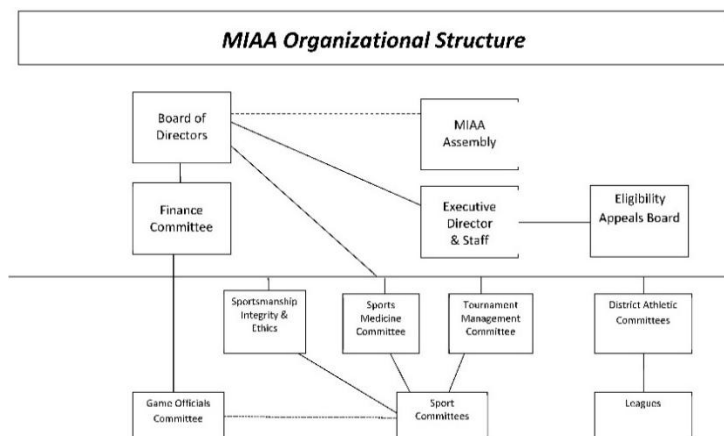 MIAA Organizational Structure
Board of
Directors
MIAA
Assembly
Finance
Committee
Executive
Director
& Staff
Eligibility
Appeals Board
Sportsmanship
Integrity &
Ethics
Sports
Medicine
Committee
Tournament
Management
Committee
District Athletic
Committees
Game Officials
Committee
Sport
Committees
Leagues